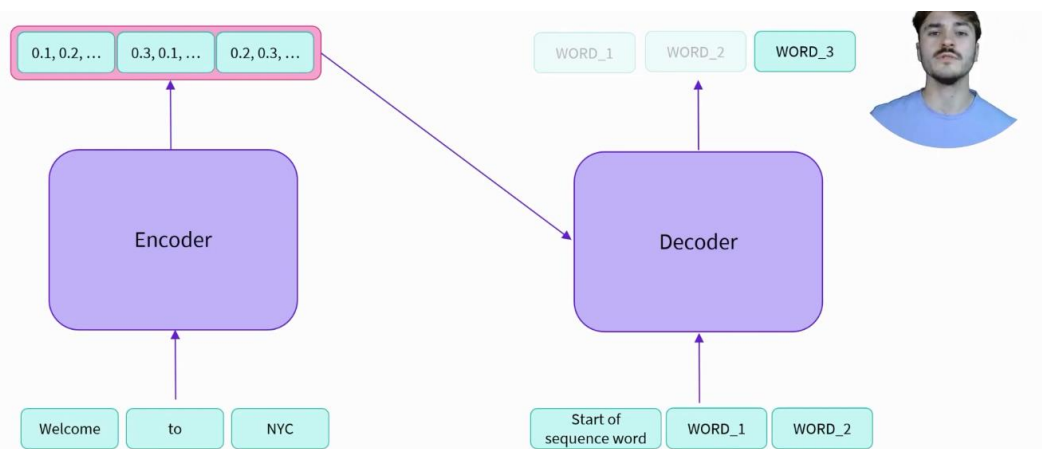 0.1, 0.2, … 0.3, 0.1, … 0.2, 0.3, …
WORD_1 WORD_2 WORD_3
Encoder
Decoder
Welcome to NYC
Start of
sequence word
WORD_1 WORD_2